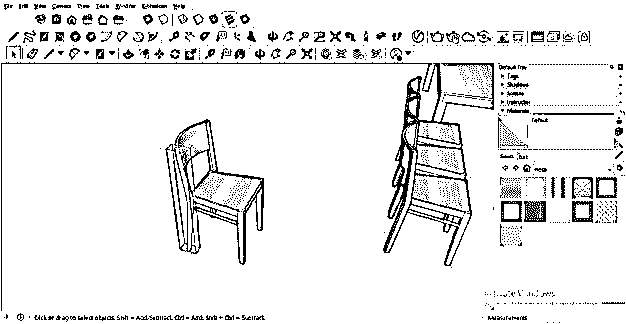 File Edit View Camera Draw Tools Window Extensions Help
Default Tray
Tags
Shadows
Scenes
Instructor
Materials
Default
Select Edit
Click or drag to select objects. Shift = Add/Subtract. Ctrl = Add. Shift + Ctrl = Subtract.
Measurements